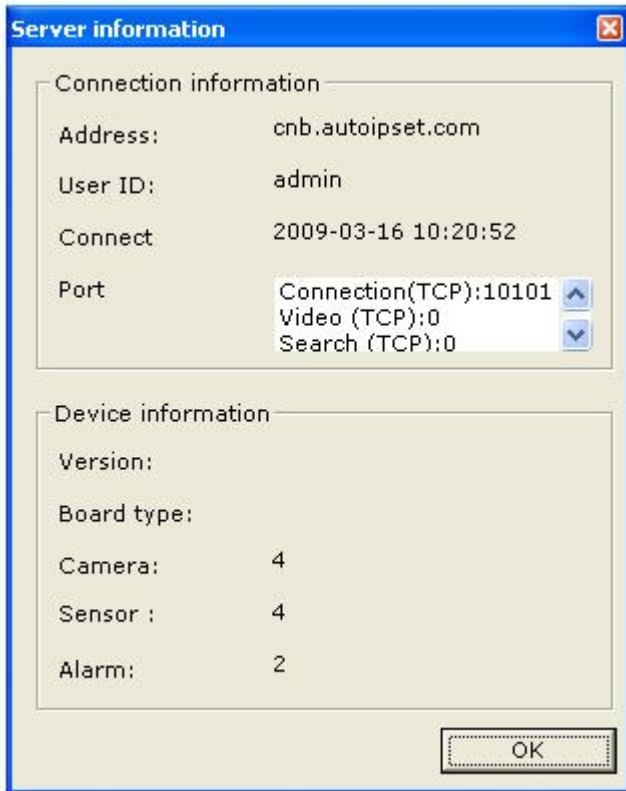 Server information
Connection information
Address: cnb.autoipset.com
User ID: admin
Connect 2009-03-16 10:20:52
Port Connection(TCP):10101
Video (TCP):0
Search (TCP):0
Device information
Version:
Board type:
Camera: 4
Sensor : 4
Alarm: 2
OK